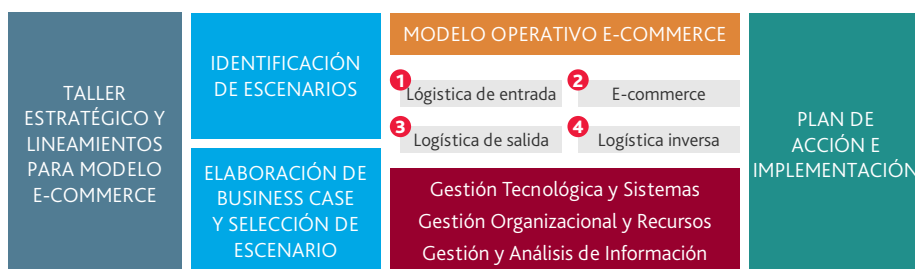 TALLER
ESTRATÉGICO Y
LINEAMIENTOS
PARA MODELO
E-COMMERCE
IDENTIFICACIÓN
DE ESCENARIOS
ELABORACIÓN DE
BUSINESS CASE
Y SELECCIÓN DE
ESCENARIO
MODELO OPERATIVO E-COMMERCE
1 Lógistica de entrada
2 E-commerce
3 Logística de salida
4 Logística inversa
Gestión Tecnológica y Sistemas
Gestión Organizacional y Recursos
Gestión y Análisis de Información
PLAN DE
ACCIÓN E
IMPLEMENTACIÓN